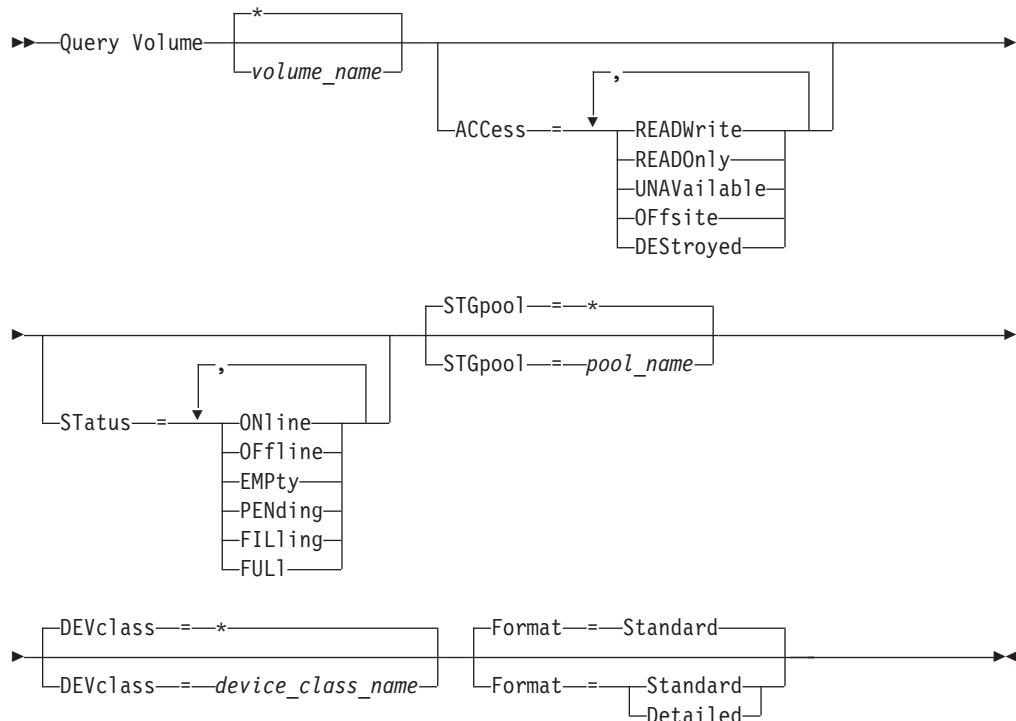 *
Query Volume
volume_name
,
ACCess = READWrite
READOnly
UNAVailable
OFfsite
DEStroyed
STGpool = *
STGpool = pool_name
,
STatus = ONline
OFfline
EMPty
PENding
FILling
FULl
DEVclass = *
DEVclass = device_class_name
Format = Standard
Format = Standard
Detailed